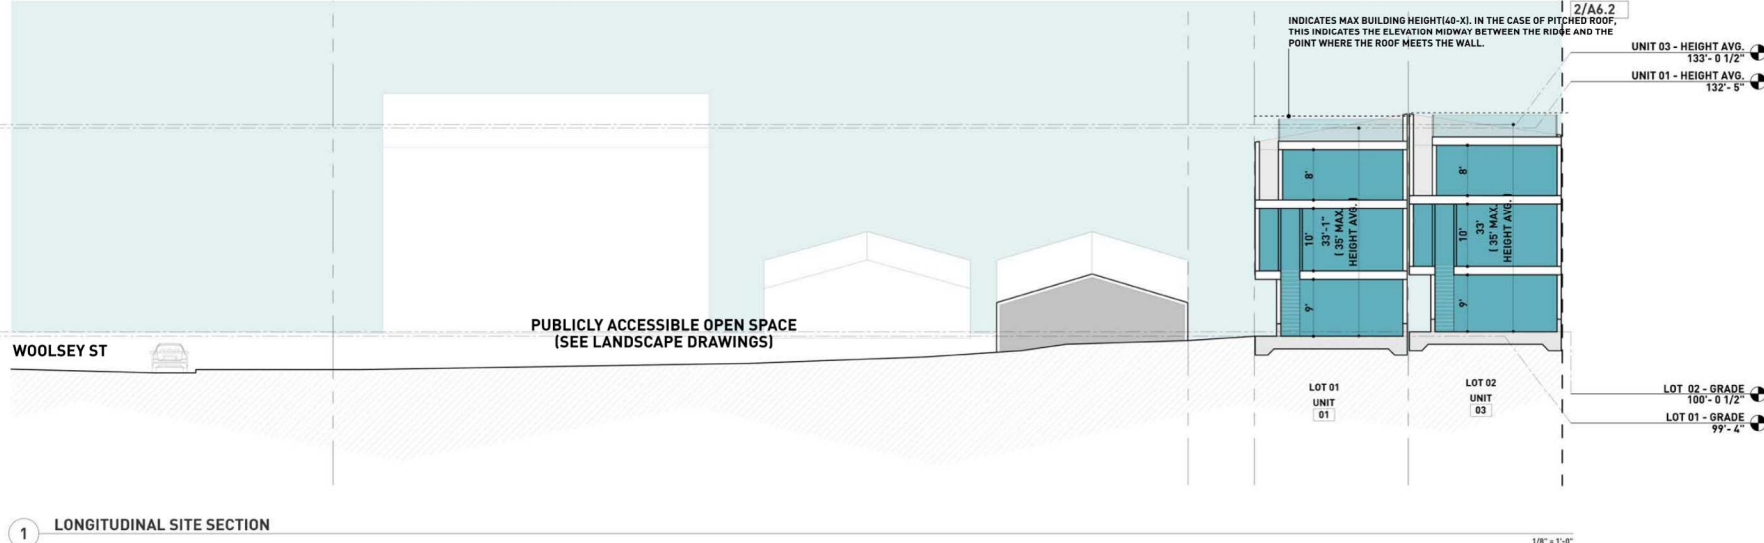 2/A6.2
INDICATES MAX BUILDING HEIGHT(40-X). IN THE CASE OF PITCHED ROOF,
THIS INDICATES THE ELEVATION MIDWAY BETWEEN THE RIDGE AND THE
POINT WHERE THE ROOF MEETS THE WALL.
UNIT 03 - HEIGHT AVG.
133'- 0 1/2"
UNIT 01 - HEIGHT AVG.
132'- 5"
8'
10'
9'
33'-1"
( 35' MAX.
HEIGHT AVG. )
8'
10'
9'
33'
( 35' MAX.
HEIGHT AVG. )
PUBLICLY ACCESSIBLE OPEN SPACE
(SEE LANDSCAPE DRAWINGS)
WOOLSEY ST
LOT 01
UNIT
01
LOT 02
UNIT
03
LOT 02 - GRADE
100'- 0 1/2"
LOT 01 - GRADE
99'- 4"
1
LONGITUDINAL SITE SECTION
1/8" = 1'-0"